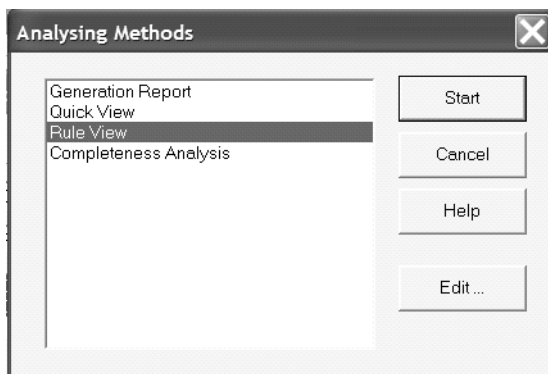 Analysing Methods
Generation Report
Quick View
Rule View
Completeness Analysis
Start
Cancel
Help
Edit ...